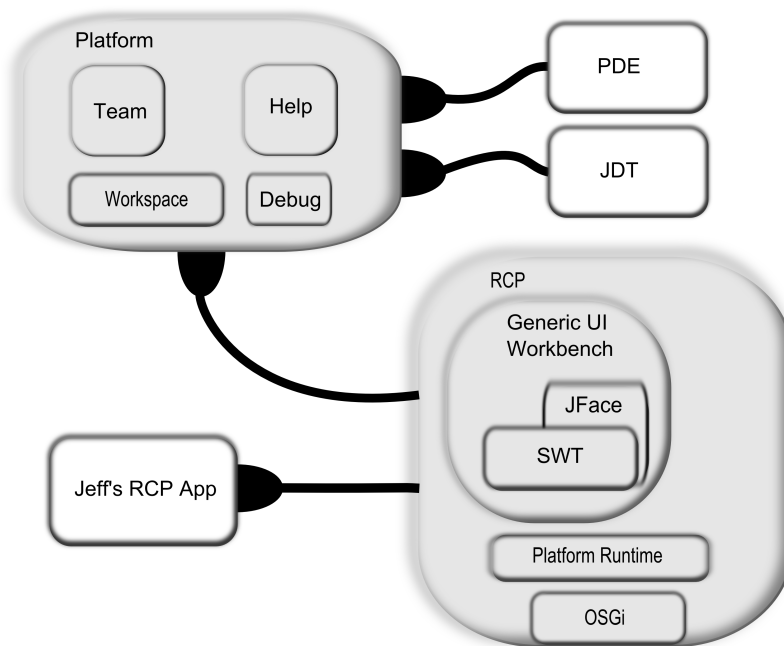 Platform
Team
Help
Workspace
Debug
PDE
JDT
RCP
Generic UI
Workbench
JFace
SWT
Jeff's RCP App
Platform Runtime
OSGi